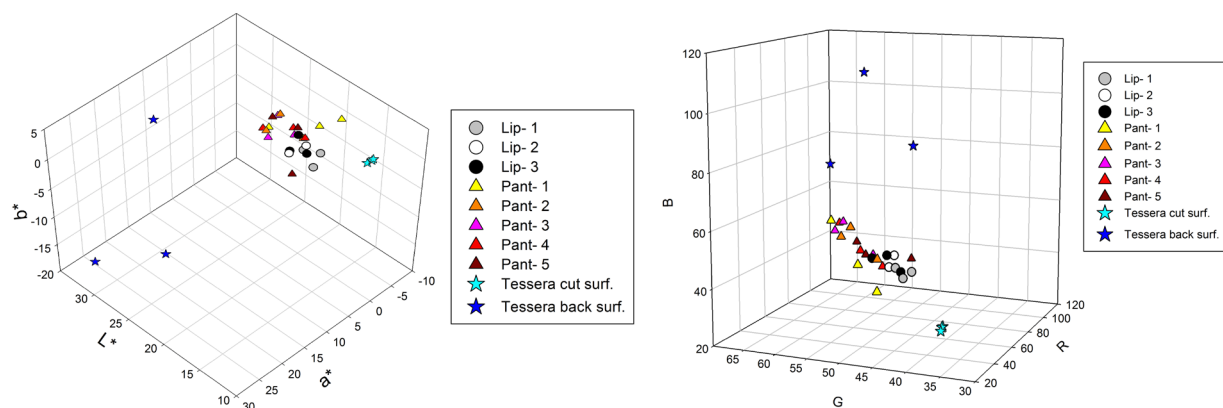 5
0
-5
-10
-15
-20
b*
30
25
20
15
10
L*
30
25
20
15
10
5
0
-5
-10
a*
Lip- 1
Lip- 2
Lip- 3
Pant- 1
Pant- 2
Pant- 3
Pant- 4
Pant- 5
Tessera cut surf.
Tessera back surf.
120
100
80
60
40
20
B
65
60
55
50
45
40
35
30
G
20
40
60
80
100
120
R
Lip- 1
Lip- 2
Lip- 3
Pant- 1
Pant- 2
Pant- 3
Pant- 4
Pant- 5
Tessera cut surf.
Tessera back surf.